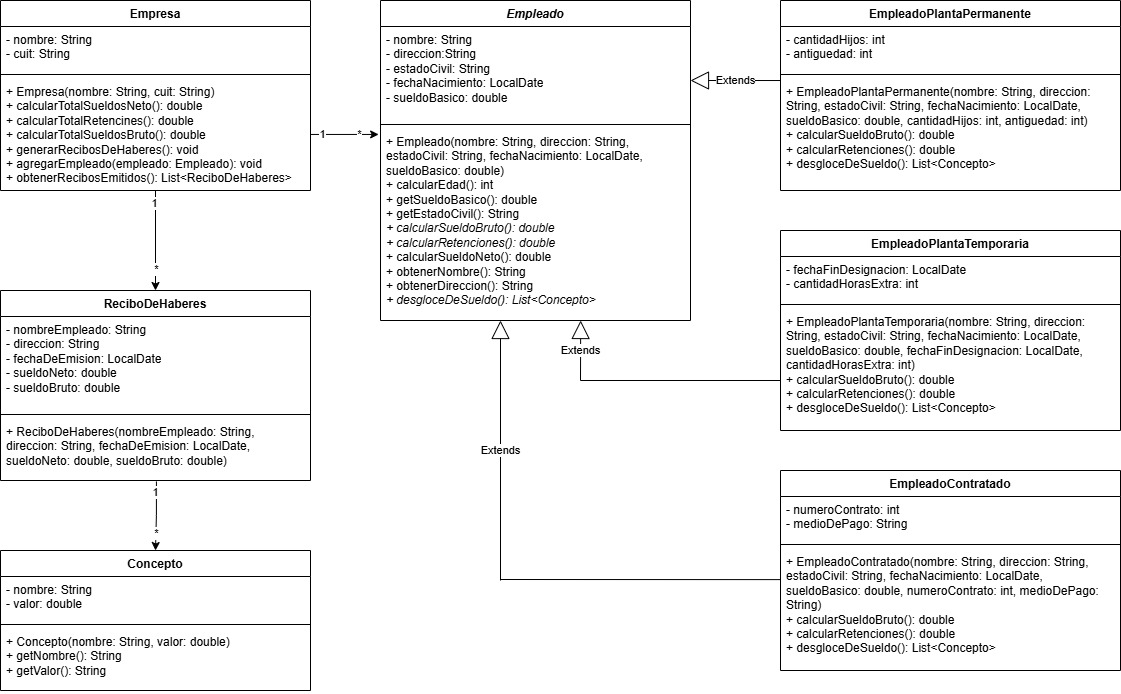 Empresa
- nombre: String
- cuit: String
+ Empresa(nombre: String, cuit: String)
+ calcularTotalSueldosNeto(): double
+ calcularTotalRetencines(): double
+ calcularTotalSueldosBruto(): double
+ generarRecibosDeHaberes(): void
+ agregarEmpleado(empleado: Empleado): void
+ obtenerRecibosEmitidos(): List<ReciboDeHaberes>
1
*
1
*
ReciboDeHaberes
- nombreEmpleado: String
- direccion: String
- fechaDeEmision: LocalDate
- sueldoNeto: double
- sueldoBruto: double
+ ReciboDeHaberes(nombreEmpleado: String,
direccion: String, fechaDeEmision: LocalDate,
sueldoNeto: double, sueldoBruto: double)
1
*
Concepto
- nombre: String
- valor: double
+ Concepto(nombre: String, valor: double)
+ getNombre(): String
+ getValor(): String
Empleado
- nombre: String
- direccion:String
- estadoCivil: String
- fechaNacimiento: LocalDate
- sueldoBasico: double
+ Empleado(nombre: String, direccion: String,
estadoCivil: String, fechaNacimiento: LocalDate,
sueldoBasico: double)
+ calcularEdad(): int
+ getSueldoBasico(): double
+ getEstadoCivil(): String
+ calcularSueldoBruto(): double
+ calcularRetenciones(): double
+ calcularSueldoNeto(): double
+ obtenerNombre(): String
+ obtenerDireccion(): String
+ desgloceDeSueldo(): List<Concepto>
Extends
Extends
Extends
EmpleadoPlantaPermanente
- cantidadHijos: int
- antiguedad: int
+ EmpleadoPlantaPermanente(nombre: String, direccion:
String, estadoCivil: String, fechaNacimiento: LocalDate,
sueldoBasico: double, cantidadHijos: int, antiguedad: int)
+ calcularSueldoBruto(): double
+ calcularRetenciones(): double
+ desgloceDeSueldo(): List<Concepto>
EmpleadoPlantaTemporaria
- fechaFinDesignacion: LocalDate
- cantidadHorasExtra: int
+ EmpleadoPlantaTemporaria(nombre: String, direccion:
String, estadoCivil: String, fechaNacimiento: LocalDate,
sueldoBasico: double, fechaFinDesignacion: LocalDate,
cantidadHorasExtra: int)
+ calcularSueldoBruto(): double
+ calcularRetenciones(): double
+ desgloceDeSueldo(): List<Concepto>
EmpleadoContratado
- numeroContrato: int
- medioDePago: String
+ EmpleadoContratado(nombre: String, direccion: String,
estadoCivil: String, fechaNacimiento: LocalDate,
sueldoBasico: double, numeroContrato: int, medioDePago:
String)
+ calcularSueldoBruto(): double
+ calcularRetenciones(): double
+ desgloceDeSueldo(): List<Concepto>